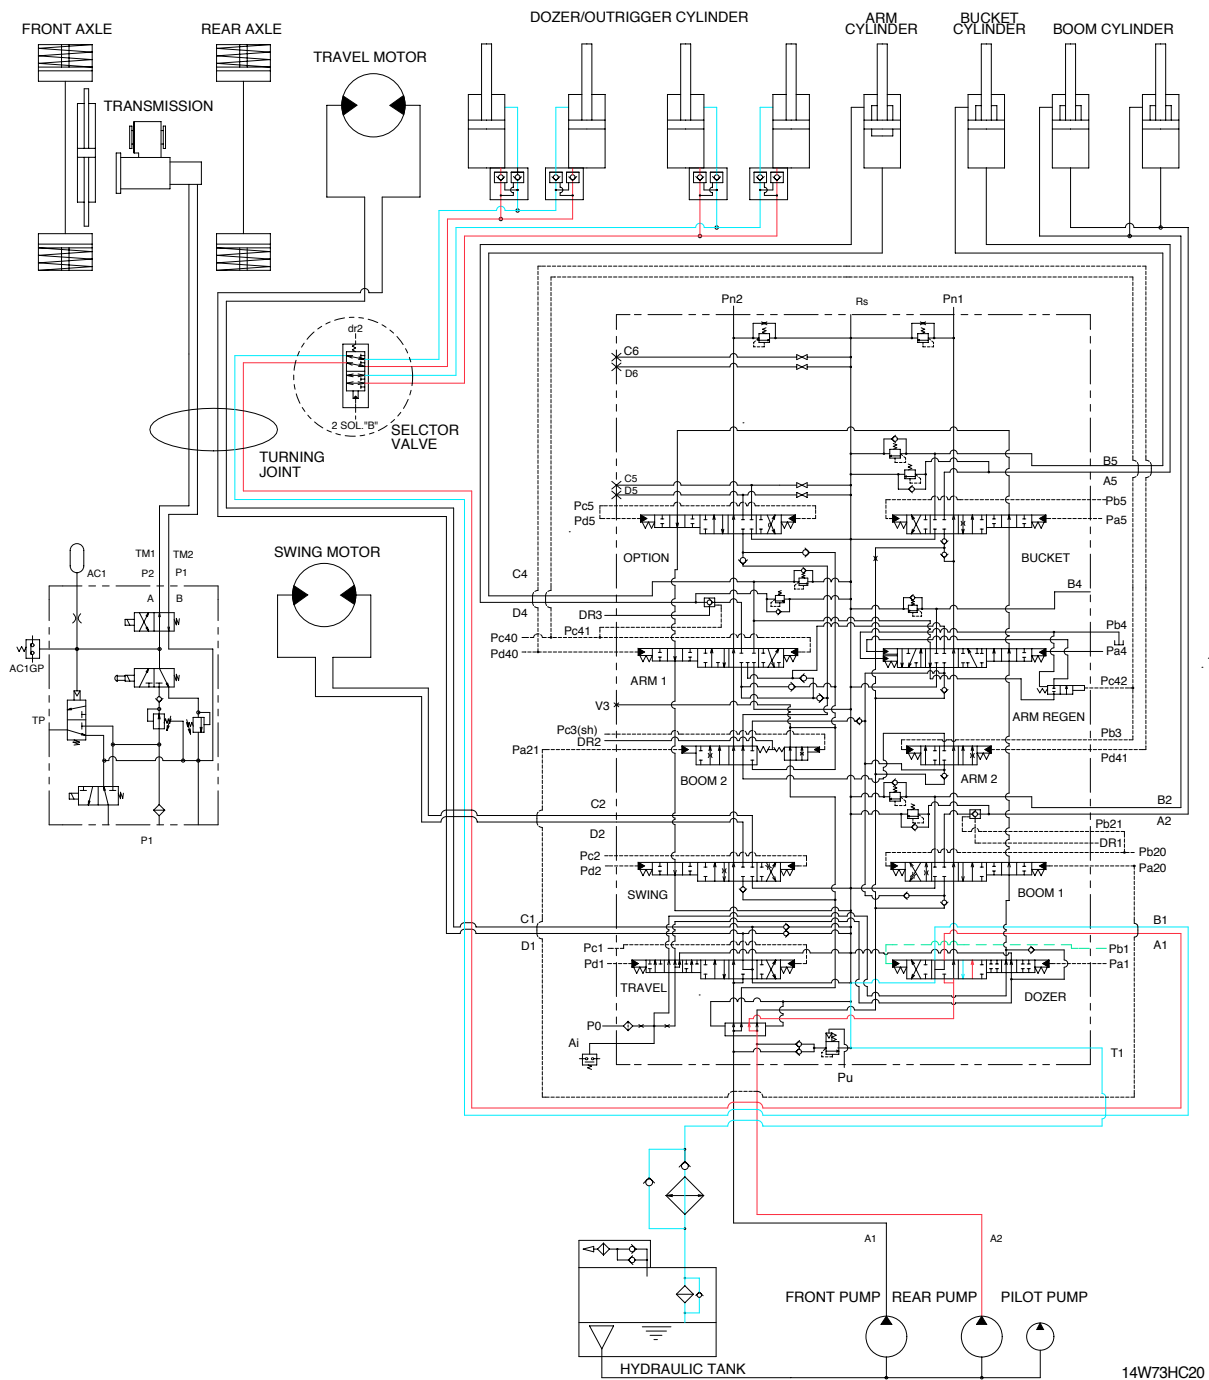 DOZER/OUTRIGGER CYLINDER
ARM
CYLINDER
BUCKET
CYLINDER
BOOM CYLINDER
FRONT AXLE
REAR AXLE
TRAVEL MOTOR
TRANSMISSION
Pn2
Rs
Pn1
dr2
C6
D6
2 SOL."B"
SELCTOR
VALVE
TURNING
JOINT
B5
A5
C5
D5
Pc5
Pd5
Pb5
Pa5
OPTION
BUCKET
SWING MOTOR
TM1
TM2
P2
P1
AC1
A
B
C4
D4
DR3
B4
Pc40
Pc41
Pd40
Pb4
Pa4
AC1GP
ARM 1
Pc42
ARM REGEN
TP
V3
Pc3(sh)
DR2
Pa21
Pb3
Pd41
BOOM 2
ARM 2
C2
D2
B2
A2
Pb21
DR1
P1
Pc2
Pd2
Pb20
Pa20
SWING
BOOM 1
C1
D1
B1
A1
Pc1
Pd1
Pb1
Pa1
TRAVEL
DOZER
P0
Ai
T1
Pu
A1
A2
FRONT PUMP
REAR PUMP
PILOT PUMP
HYDRAULIC TANK
14W73HC20